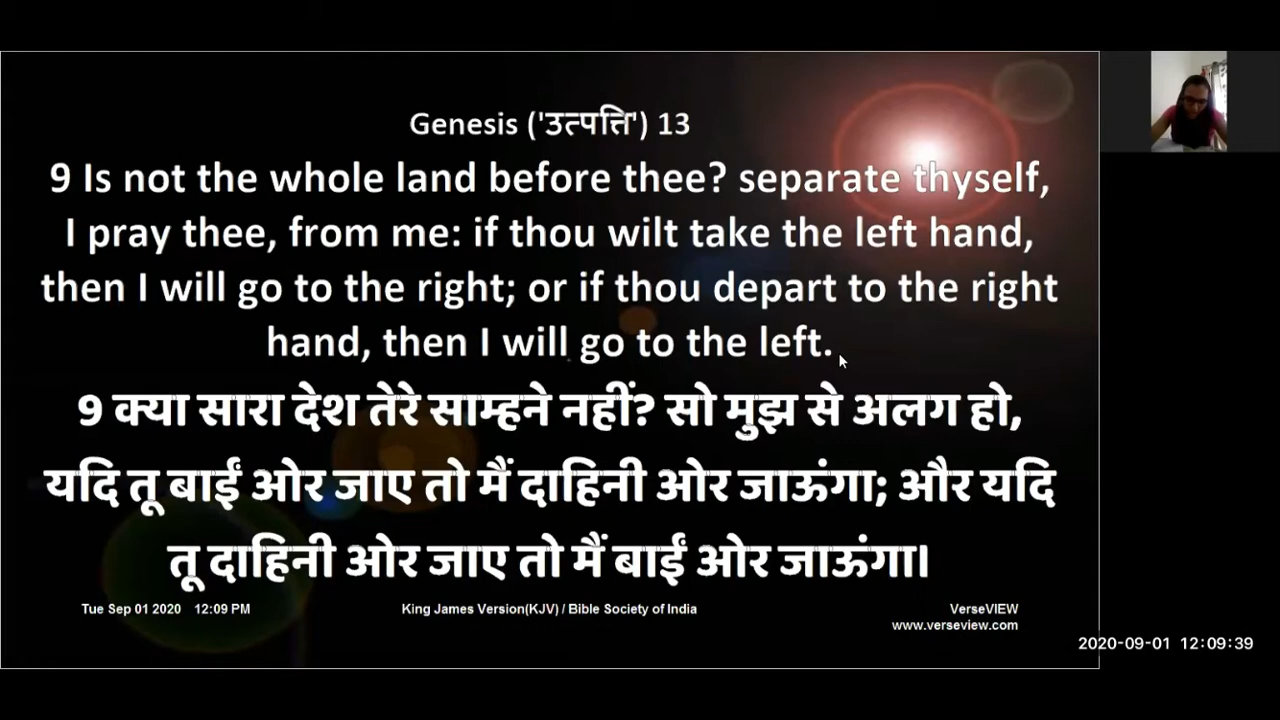 Genesis ('उत्पत्ति') 13
9 Is not the whole land before thee? separate thyself,
I pray thee, from me: if thou wilt take the left hand,
then I will go to the right; or if thou depart to the right
hand, then I will go to the left.
9 क्या सारा देश तेरे साम्हने नहीं? सो मुझ से अलग हो,
यदि तू बाईं ओर जाए तो मैं दाहिनी ओर जाऊंगा; और यदि
तू दाहिनी ओर जाए तो मैं बाईं ओर जाऊंगा।
Tue Sep 01 2020 12:09 PM
King James Version(KJV) / Bible Society of India
VerseVIEW
www.verseview.com
2020-09-01 12:09:39